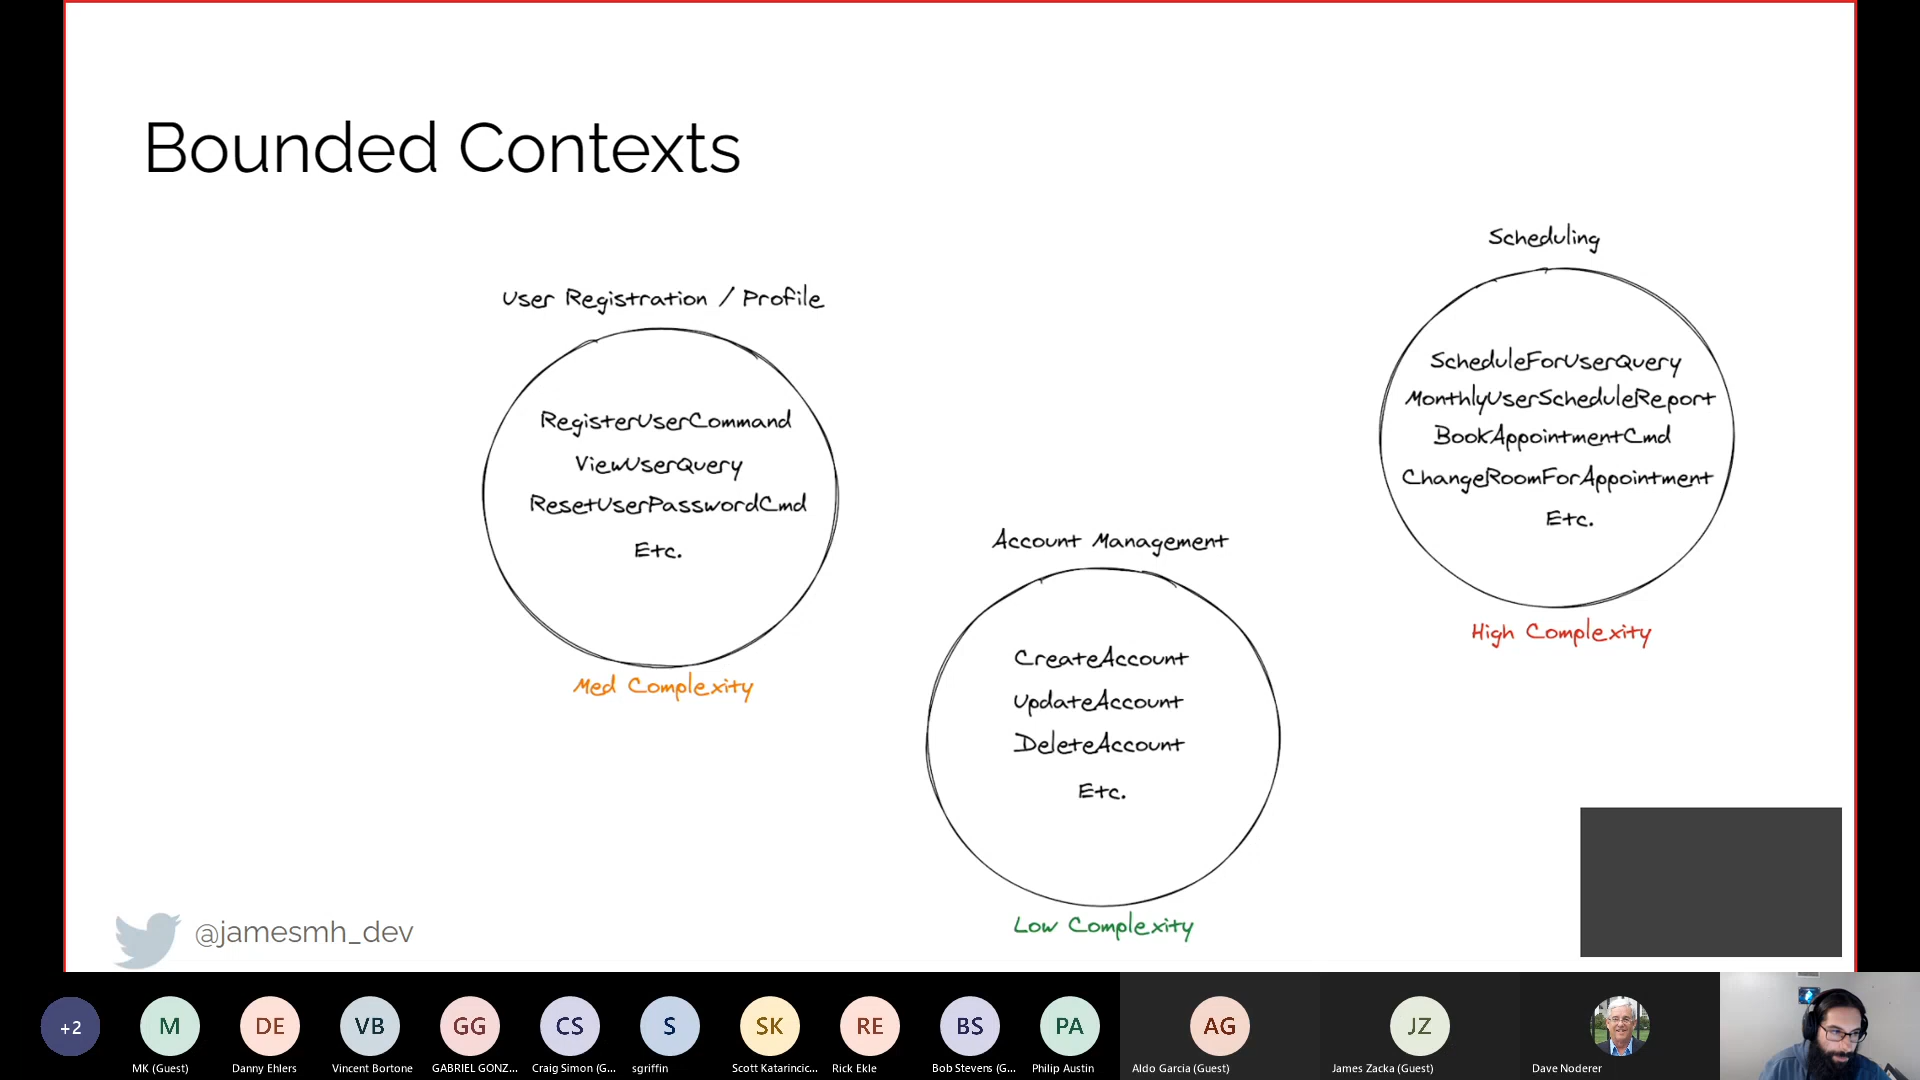 Bounded Contexts
Scheduling
User Registration / Profile
ScheduleForUserQuery
MonthlyUserScheduleReport
BookAppointmentCmd
ChangeRoomForAppointment
Etc.
High Complexity
RegisterUserCommand
ViewUserQuery
ResetUserPasswordCmd
Etc.
Med Complexity
Account Management
CreateAccount
UpdateAccount
DeleteAccount
Etc.
Low Complexity
@jamesmh_dev
+2
M
DE
VB
GG
CS
S
SK
RE
BS
PA
AG
JZ
MK (Guest)
Danny Ehlers
Vincent Bortone
GABRIEL GONZ...
Craig Simon (G...
sgriffin
Scott Katarincic...
Rick Ekle
Bob Stevens (G...
Philip Austin
Aldo Garcia (Guest)
James Zacka (Guest)
Dave Noderer